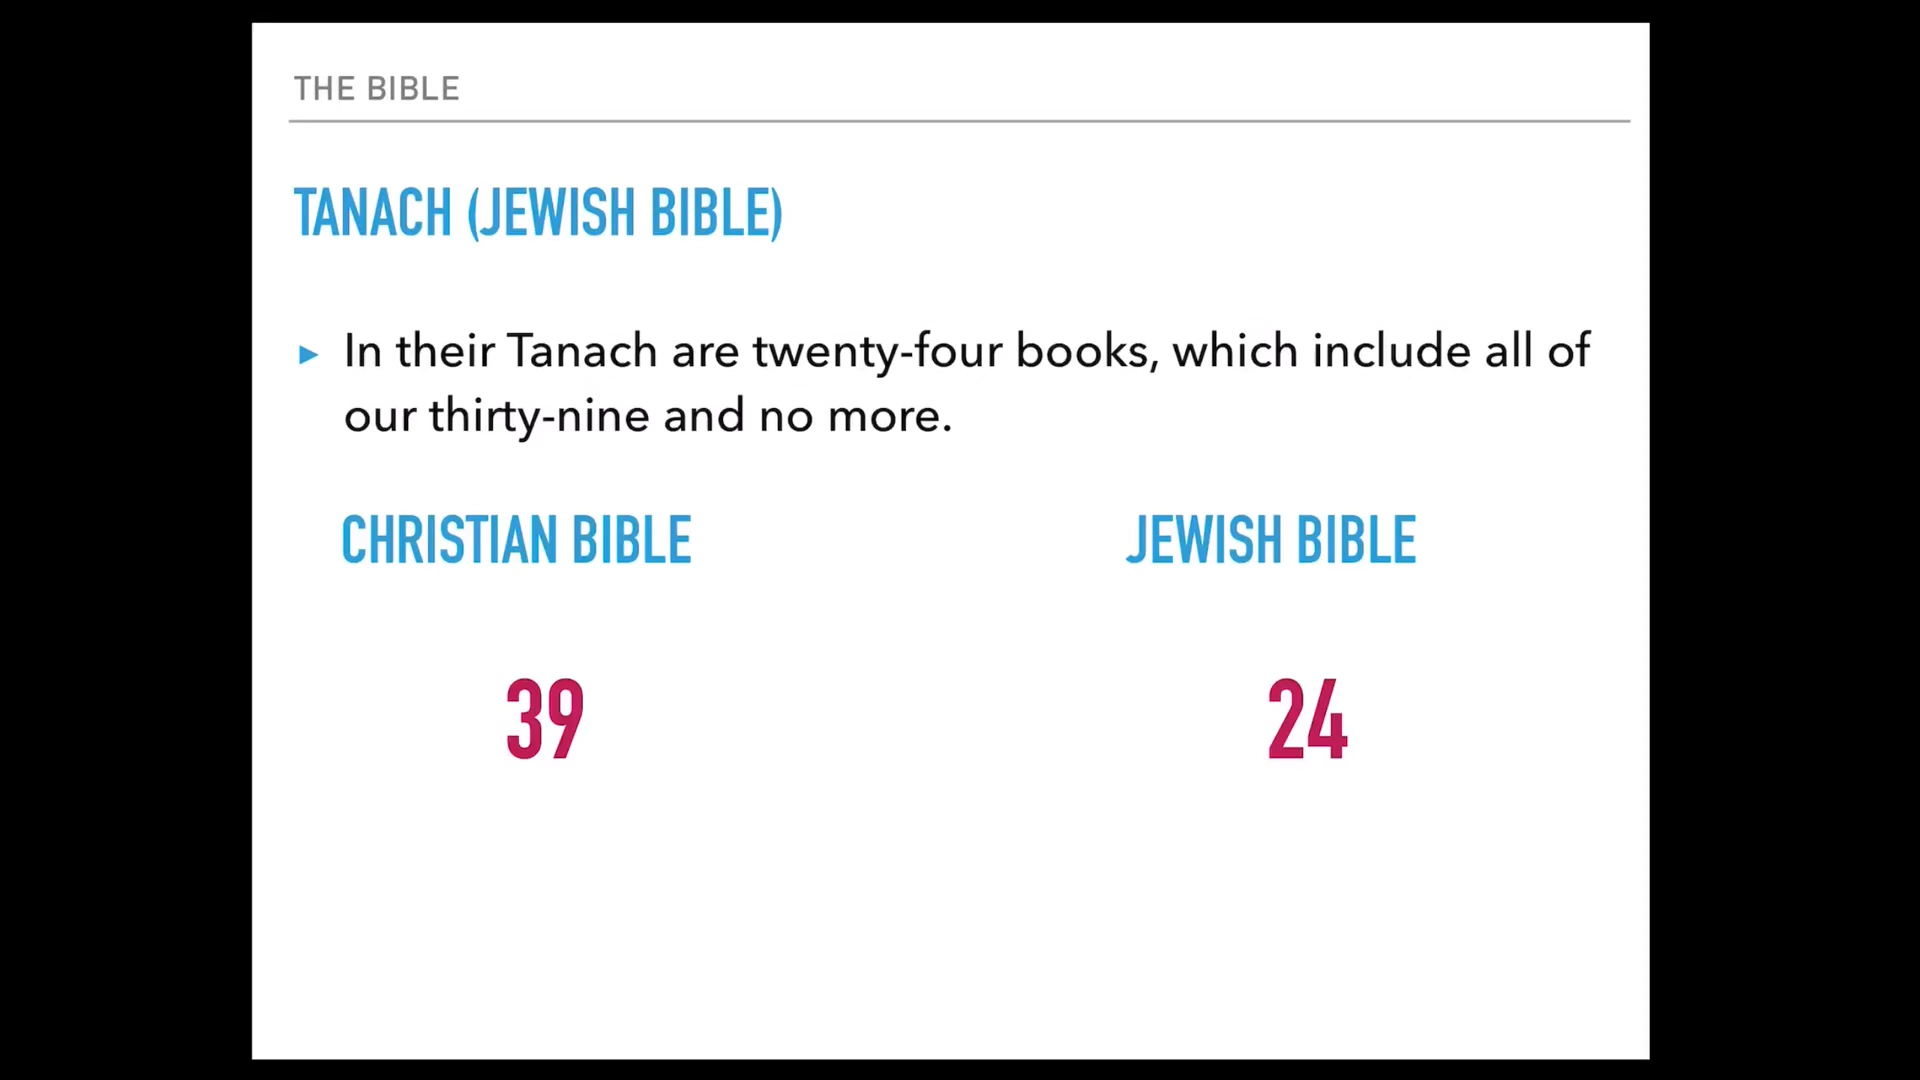 THE BIBLE
TANACH (JEWISH BIBLE)
▸ In their Tanach are twenty-four books, which include all of
our thirty-nine and no more.
CHRISTIAN BIBLE
JEWISH BIBLE
39
24